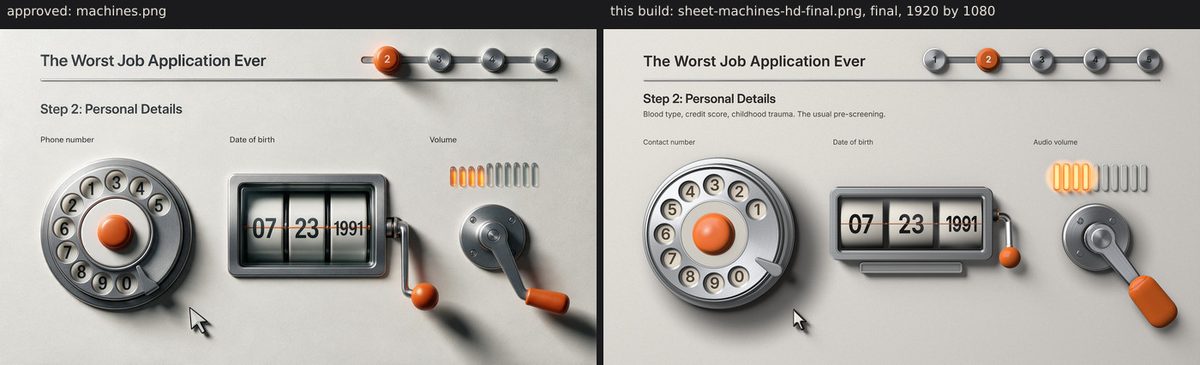 approved: machines.png
The Worst Job Application Ever
2 3 4 5
Step 2: Personal Details
Phone number
Date of birth
Volume
1 3 4
2 5
6
7
8 9 0
07 23 1991
this build: sheet-machines-hd-final.png, final, 1920 by 1080
The Worst Job Application Ever
1 2 3 4 5
Step 2: Personal Details
Blood type, credit score, childhood trauma. The usual pre-screening.
Contact number
Date of birth
Audio volume
4 3 2
5 1
6
7
8 9 0
07 23 1991